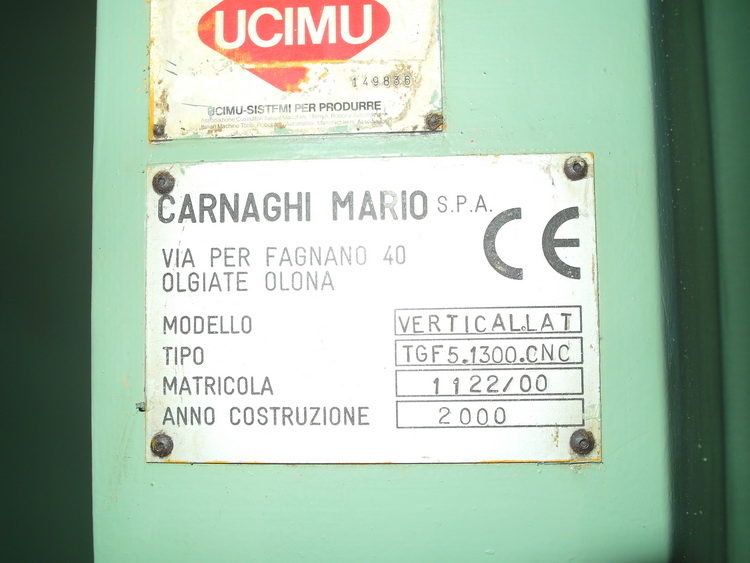 UCIMU
149836
UCIMU-SISTEMI PER PRODURRE
CARNAGHI MARIO S.P.A.
CE
VIA PER FAGNANO 40
OLGIATE OLONA
MODELLO VERTICAL.LAT
TIPO TGF5.1300.CNC
MATRICOLA 1122/00
ANNO COSTRUZIONE 2000